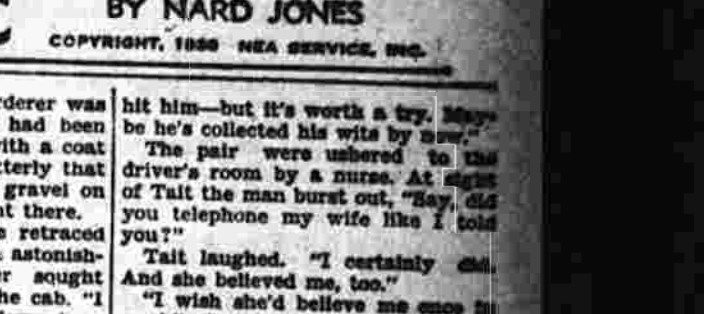 BY NARD JONES
COPYRIGHT, 1936 NEA SERVICE, INC.
rderer was
had been
ith a coat
tterly that
gravel on
t there.
retraced
astonish-
r sought
he cab. "I
hit him—but it's worth a try. May-
be he's collected his wits by now."
The pair were ushered to the
driver's room by a nurse. At sight
of Tait the man burst out, "Say, did
you telephone my wife like I told
you?"
Tait laughed. "I certainly did.
And she believed me, too."
"I wish she'd believe me once in